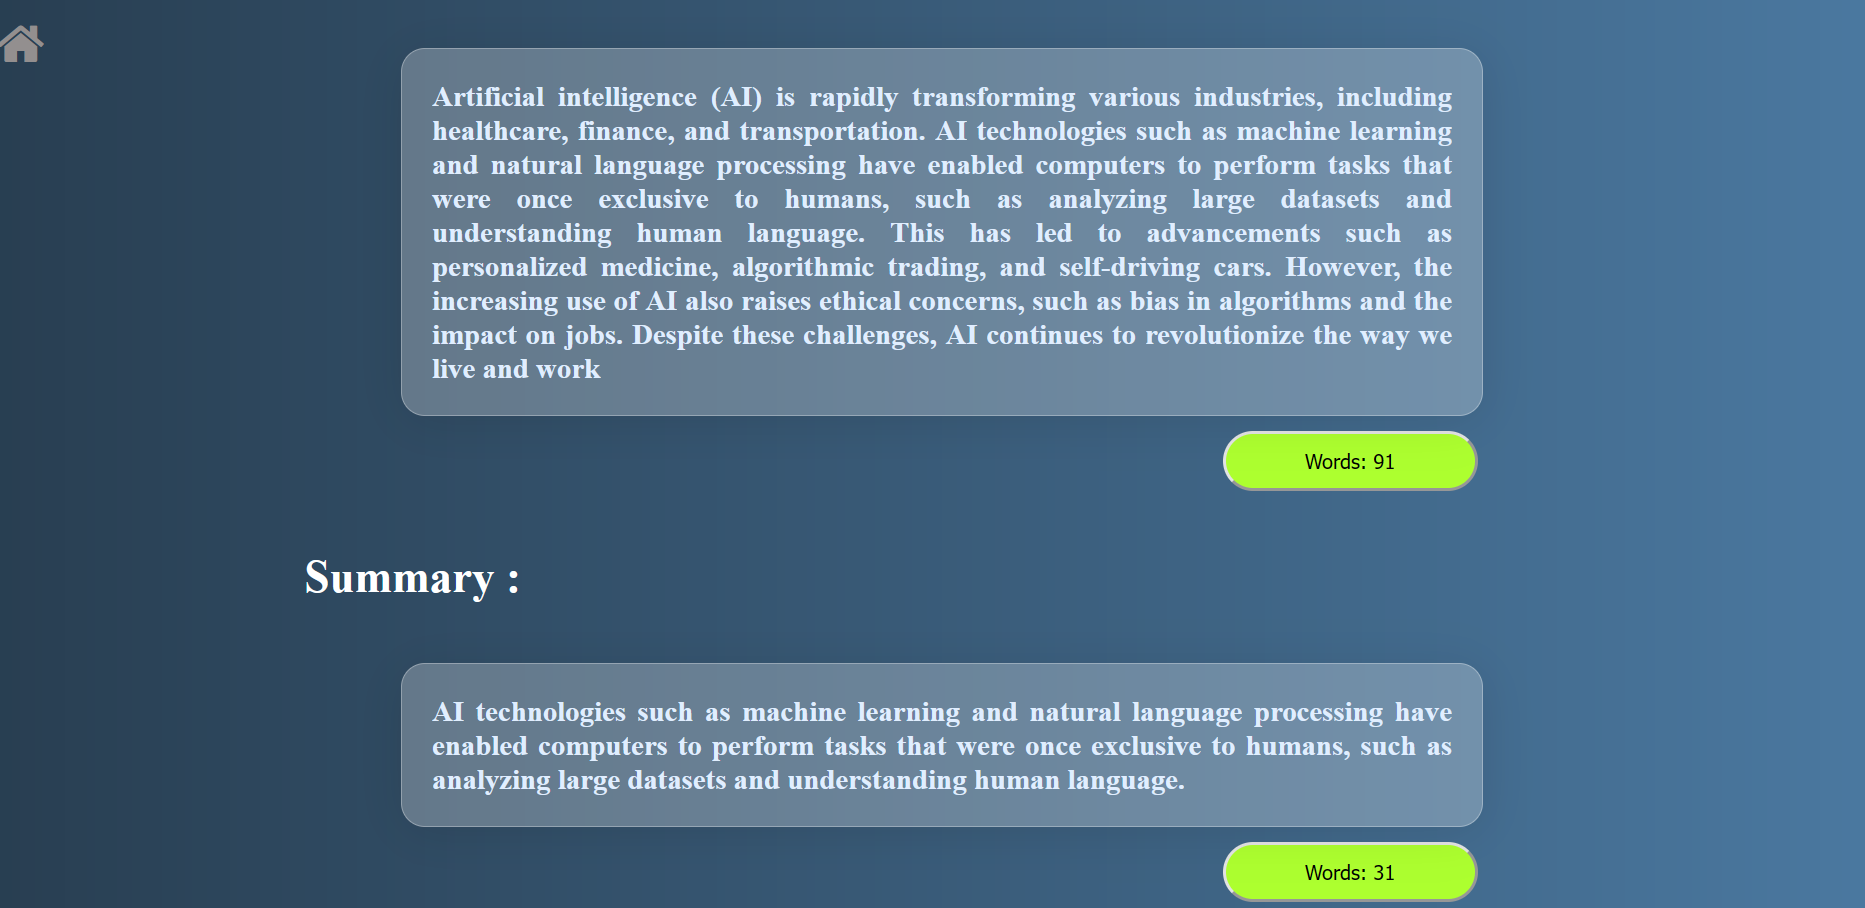 Artificial intelligence (AI) is rapidly transforming various industries, including
healthcare, finance, and transportation. AI technologies such as machine learning
and natural language processing have enabled computers to perform tasks that
were once exclusive to humans, such as analyzing large datasets and
understanding human language. This has led to advancements such as
personalized medicine, algorithmic trading, and self-driving cars. However, the
increasing use of AI also raises ethical concerns, such as bias in algorithms and the
impact on jobs. Despite these challenges, AI continues to revolutionize the way we
live and work
Words: 91
Summary :
AI technologies such as machine learning and natural language processing have
enabled computers to perform tasks that were once exclusive to humans, such as
analyzing large datasets and understanding human language.
Words: 31